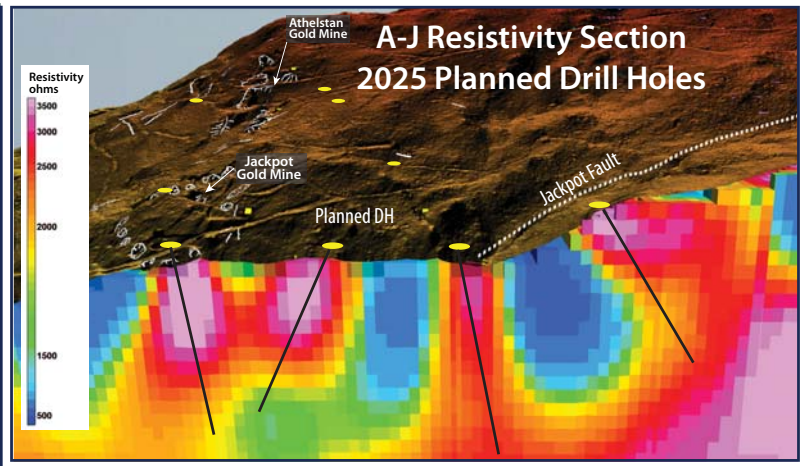 A-J Resistivity Section
2025 Planned Drill Holes
Athelstan
Gold Mine
Resistivity
ohms
3500
3000
2500
2000
1500
500
Jackpot
Gold Mine
Planned DH
Jackpot Fault